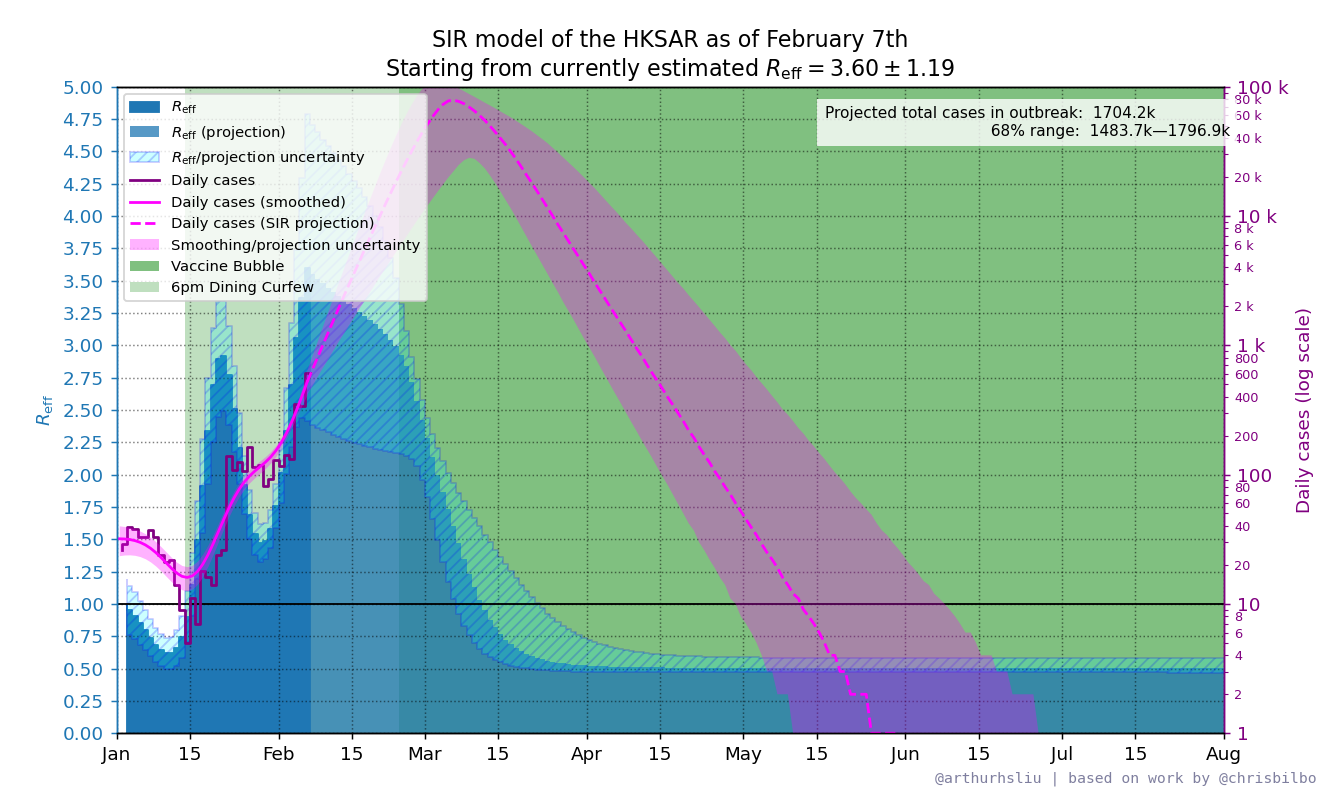 SIR model of the HKSAR as of February 7th
Starting from currently estimated R_eff = 3.60 ± 1.19
5.00
4.75
4.50
4.25
4.00
3.75
3.50
3.25
3.00
2.75
2.50
2.25
2.00
1.75
1.50
1.25
1.00
0.75
0.50
0.25
0.00
R_eff
R_eff
R_eff (projection)
R_eff/projection uncertainty
Daily cases
Daily cases (smoothed)
Daily cases (SIR projection)
Smoothing/projection uncertainty
Vaccine Bubble
6pm Dining Curfew
Projected total cases in outbreak: 1704.2k
68% range: 1483.7k—1796.9k
100 k
80 k
60 k
40 k
20 k
10 k
8 k
6 k
4 k
2 k
1 k
800
600
400
200
100
80
60
40
20
10
8
6
4
2
1
Daily cases (log scale)
Jan 15 Feb 15 Mar 15 Apr 15 May 15 Jun 15 Jul 15 Aug
@arthurhsliu | based on work by @chrisbilbo